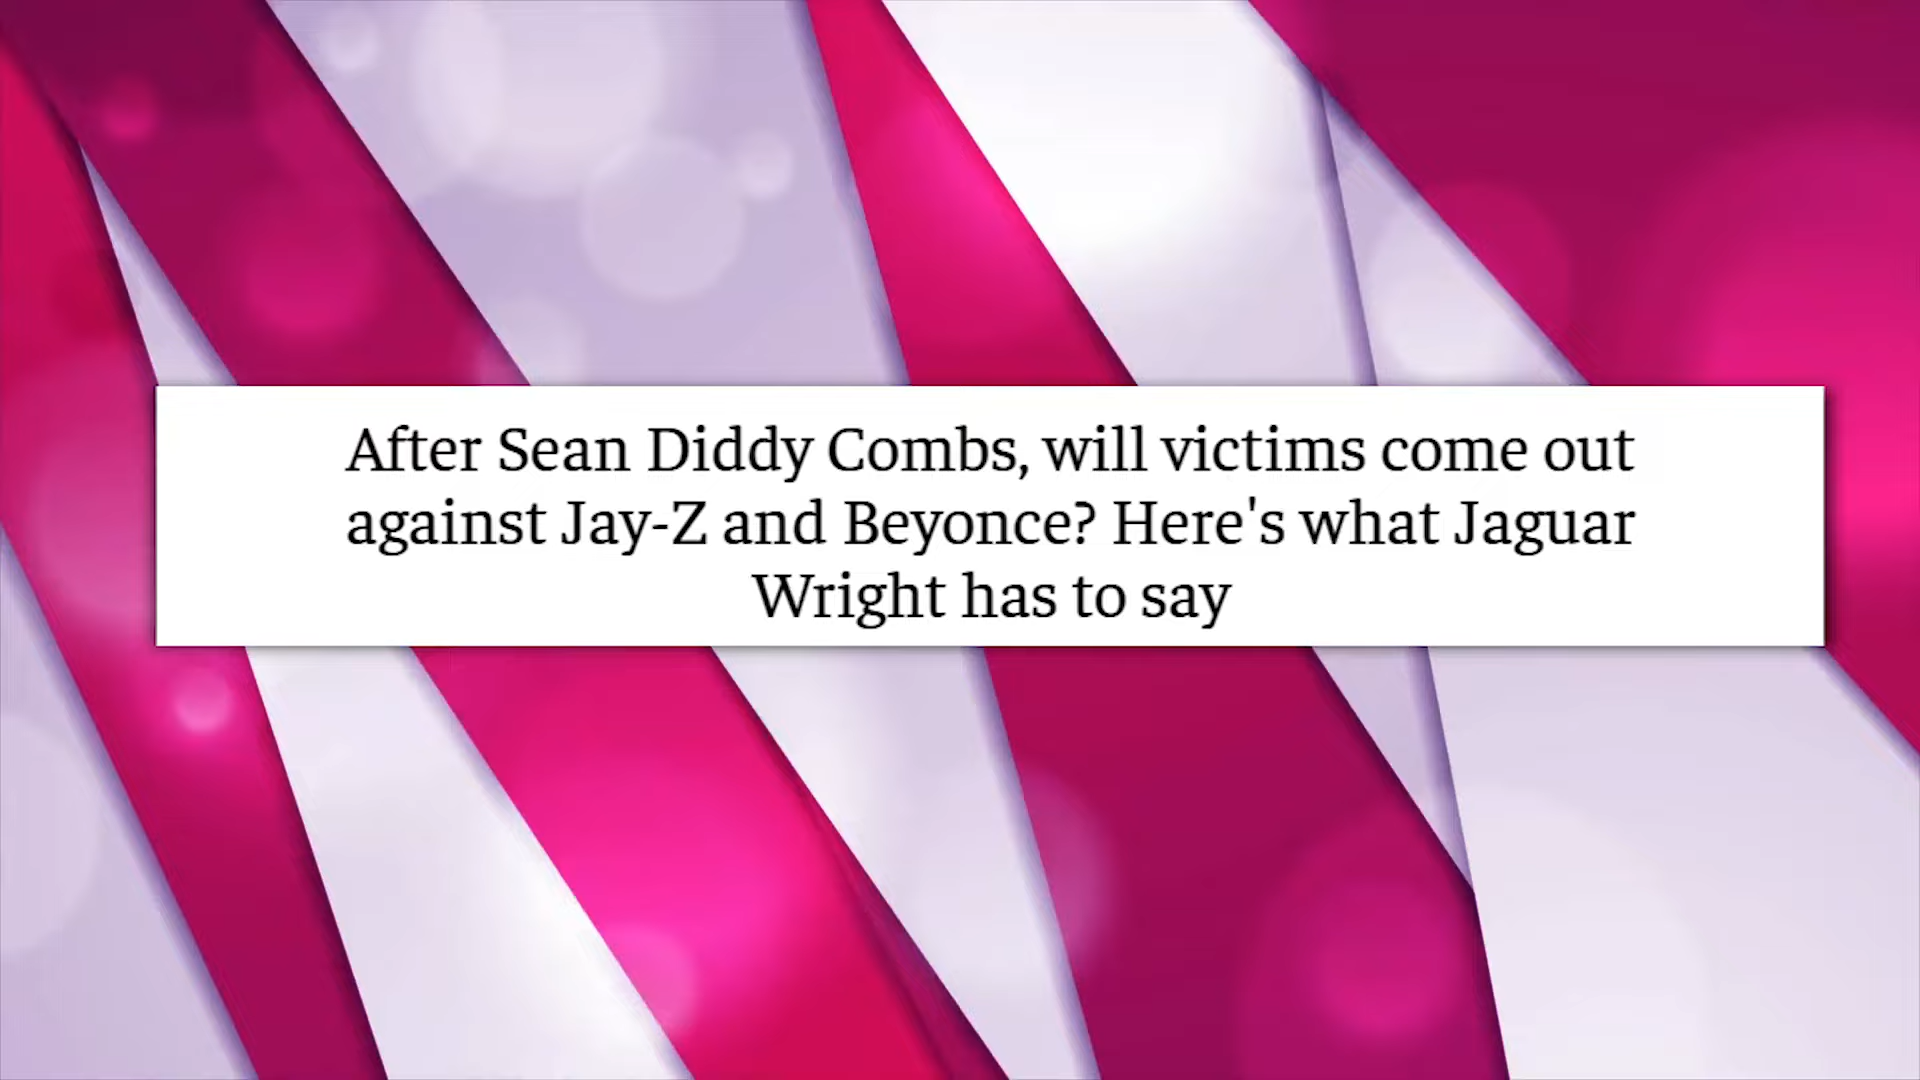 After Sean Diddy Combs, will victims come out
against Jay-Z and Beyonce? Here's what Jaguar
Wright has to say